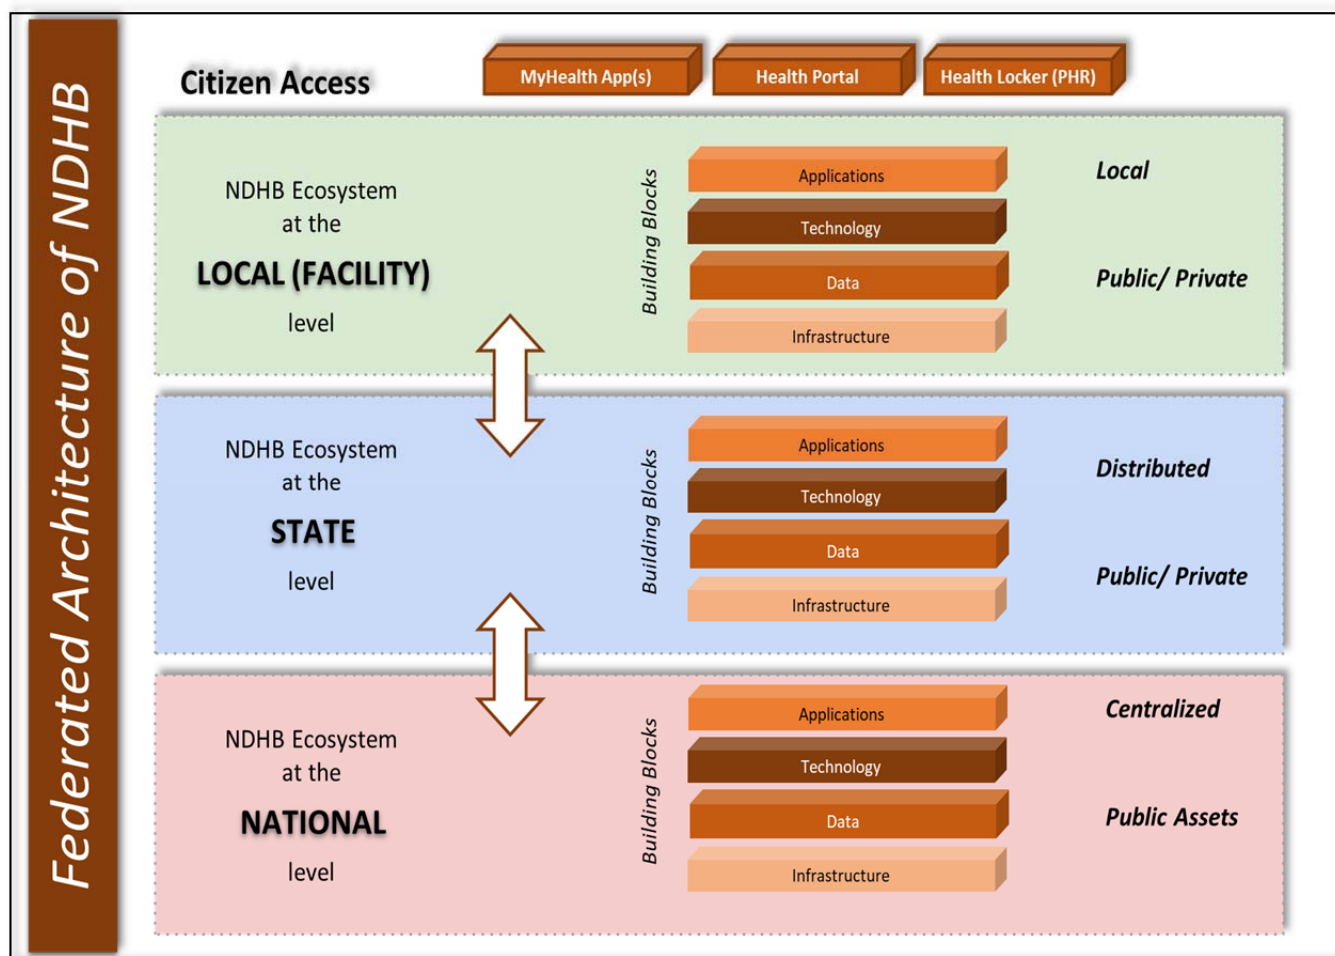 Federated Architecture of NDHB
Citizen Access
MyHealth App(s)
Health Portal
Health Locker (PHR)
NDHB Ecosystem
at the
LOCAL (FACILITY)
level
Building Blocks
Applications
Technology
Data
Infrastructure
Local
Public/ Private
NDHB Ecosystem
at the
STATE
level
Building Blocks
Applications
Technology
Data
Infrastructure
Distributed
Public/ Private
NDHB Ecosystem
at the
NATIONAL
level
Building Blocks
Applications
Technology
Data
Infrastructure
Centralized
Public Assets